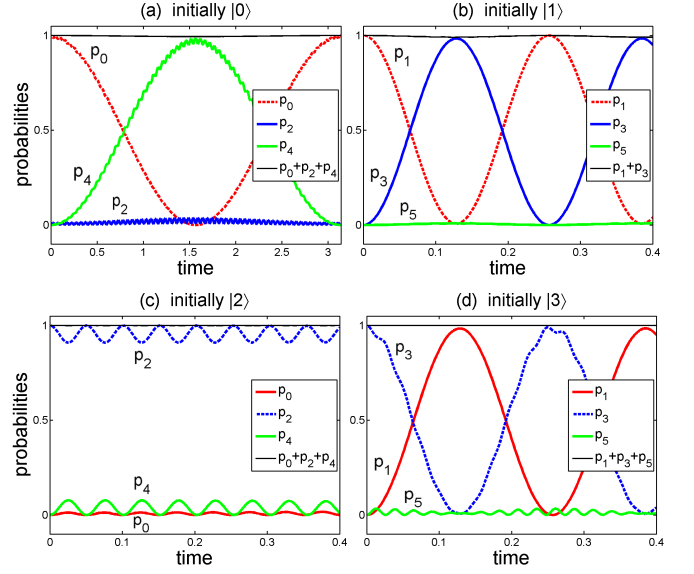 (a) initially |0⟩
probabilities
1
0.5
0
p0
p4
p2
p0
p2
p4
p0+p2+p4
0 0.5 1 1.5 2 2.5 3
time
(b) initially |1⟩
1
0.5
0
p1
p3
p5
p1
p3
p5
p1+p3
0 0.1 0.2 0.3 0.4
time
(c) initially |2⟩
probabilities
1
0.5
0
p2
p4
p0
p0
p2
p4
p0+p2+p4
0 0.1 0.2 0.3 0.4
time
(d) initially |3⟩
1
0.5
0
p3
p1
p5
p1
p3
p5
p1+p3+p5
0 0.1 0.2 0.3 0.4
time